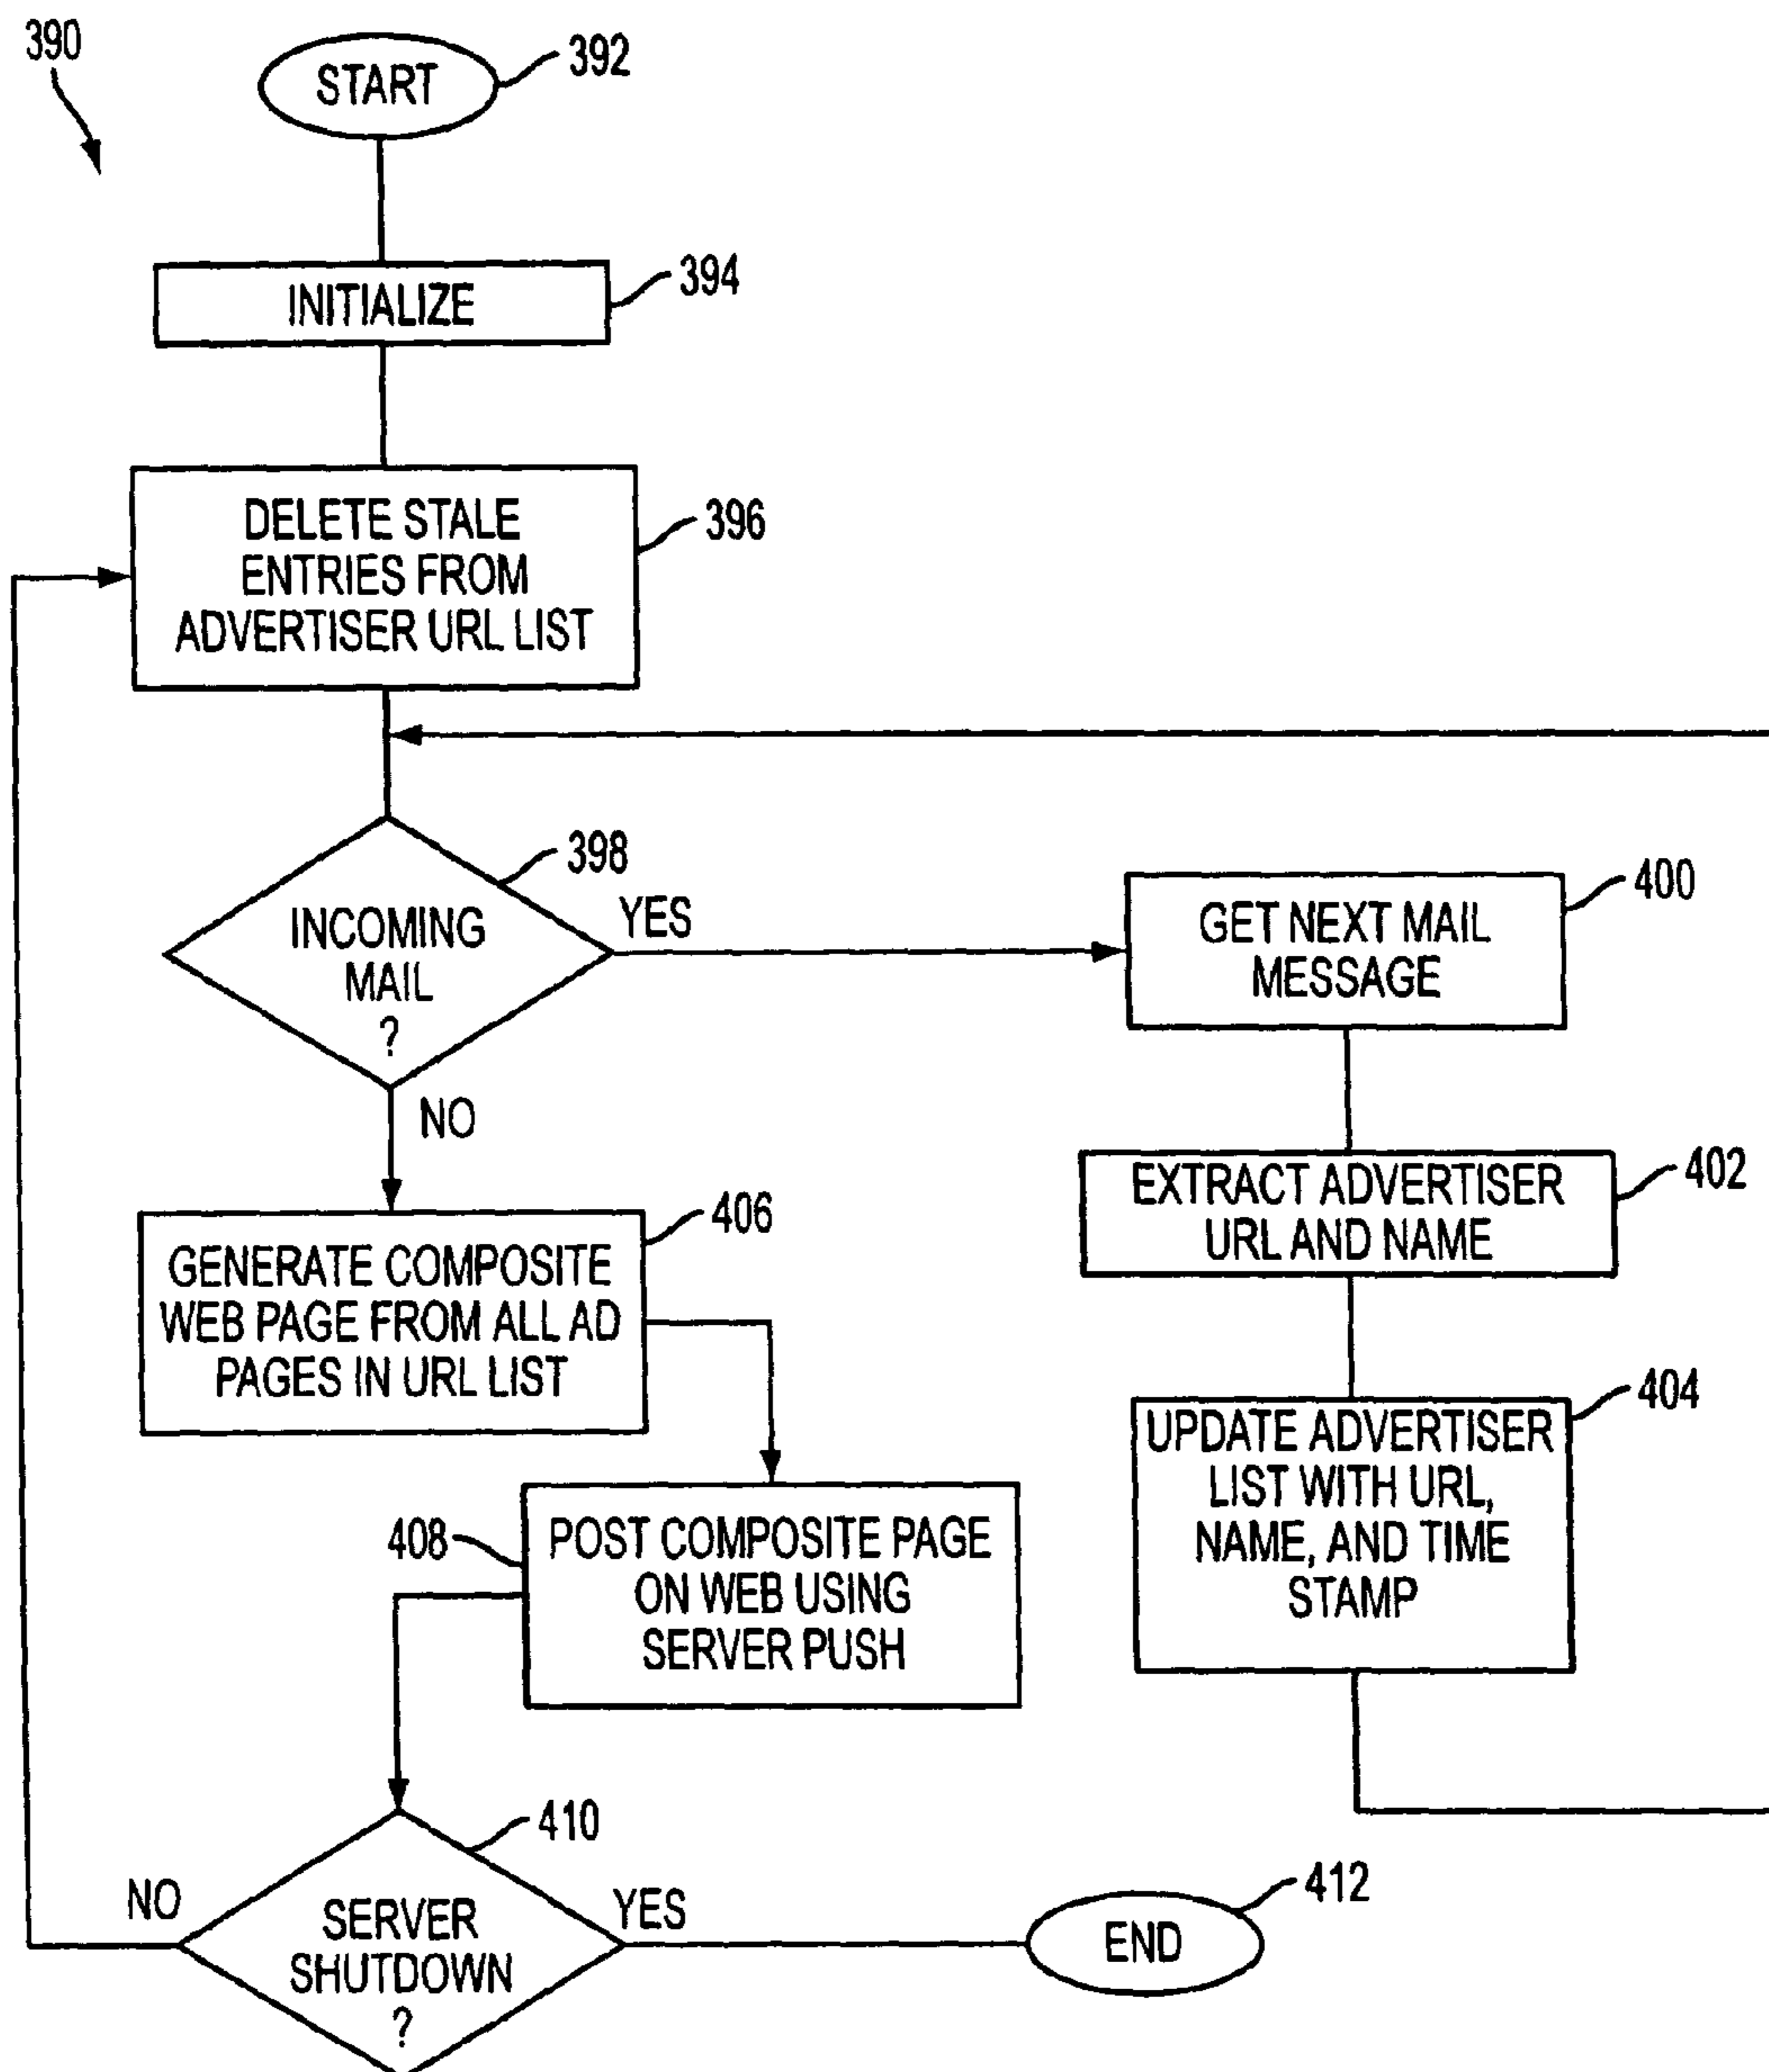 390
START
392
INITIALIZE
394
DELETE STALE
ENTRIES FROM
ADVERTISER URL LIST
396
INCOMING
MAIL
?
398
YES
NO
GET NEXT MAIL
MESSAGE
400
EXTRACT ADVERTISER
URL AND NAME
402
UPDATE ADVERTISER
LIST WITH URL,
NAME, AND TIME
STAMP
404
GENERATE COMPOSITE
WEB PAGE FROM ALL AD
PAGES IN URL LIST
406
408
POST COMPOSITE PAGE
ON WEB USING
SERVER PUSH
410
NO
SERVER
SHUTDOWN
?
YES
END
412